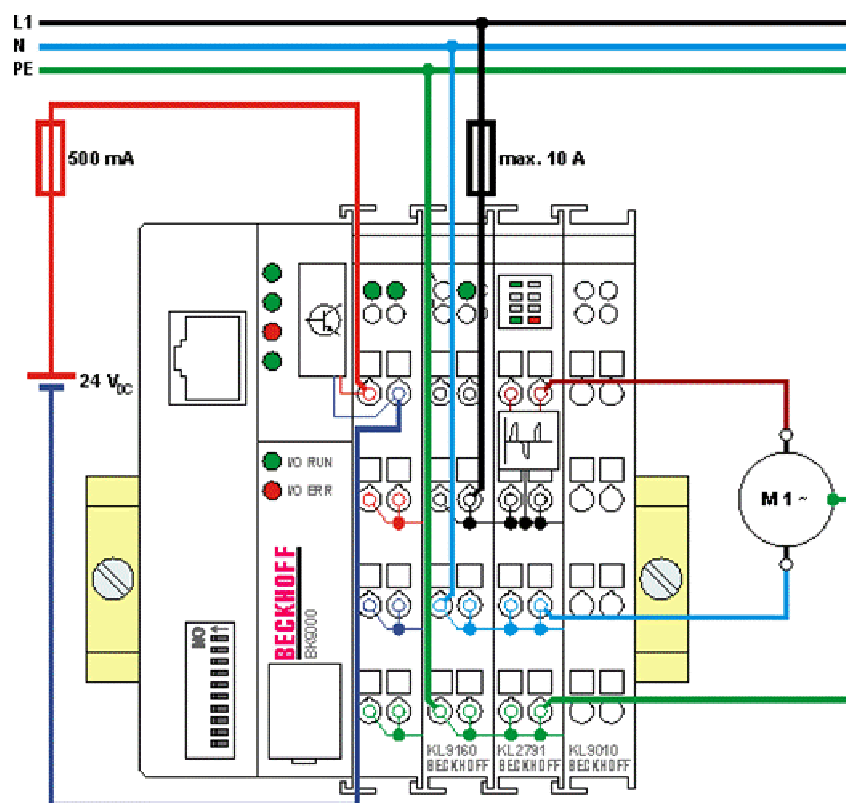 L1
N
PE
500 mA
max. 10 A
24 VDC
I/O RUN
I/O ERR
M 1 ~
BECKHOFF
BK9000
NO
KL9160
BECKHOFF
KL2791
BECKHOFF
KL9010
BECKHOFF